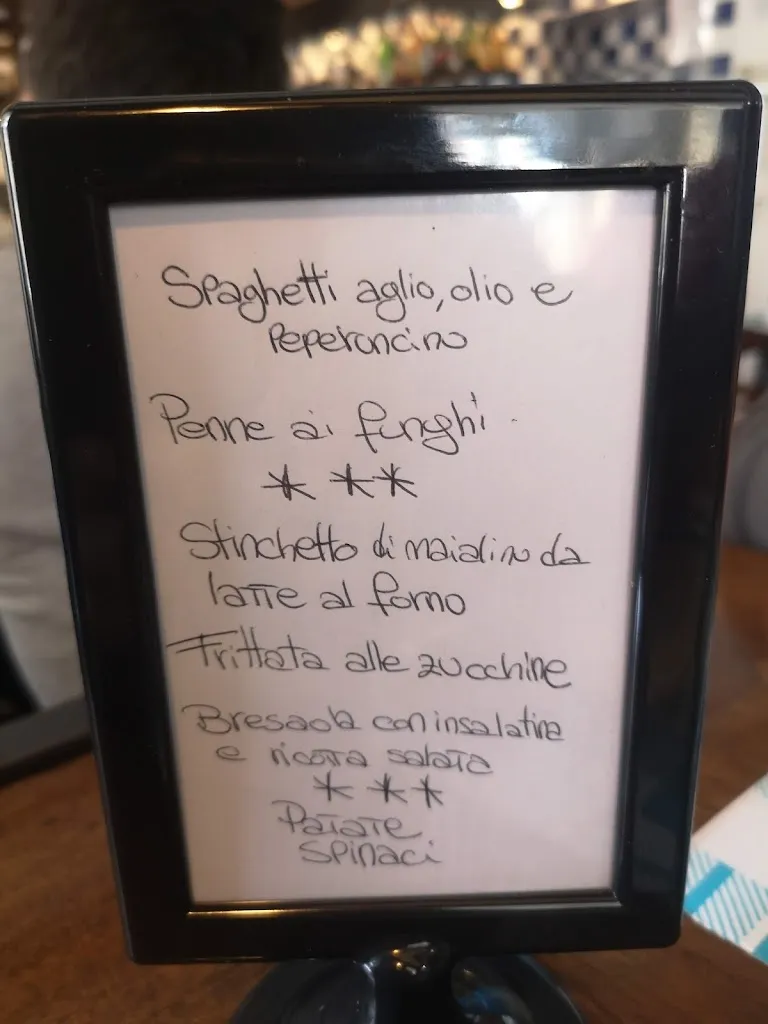 Spaghetti aglio, olio e
Peperoncino
Penne ai funghi
***
Stinchetto di maialino da
latte al forno
Frittata alle zucchine
Bresaola con insalatina
e ricotta salata
***
Patate
Spinaci